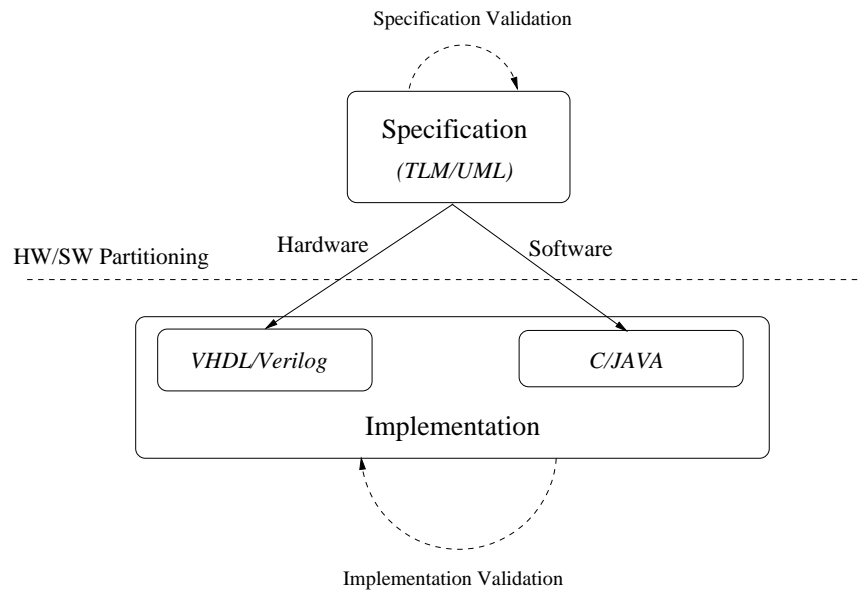 Specification Validation
Specification
(TLM/UML)
Hardware
Software
HW/SW Partitioning
VHDL/Verilog
C/JAVA
Implementation
Implementation Validation